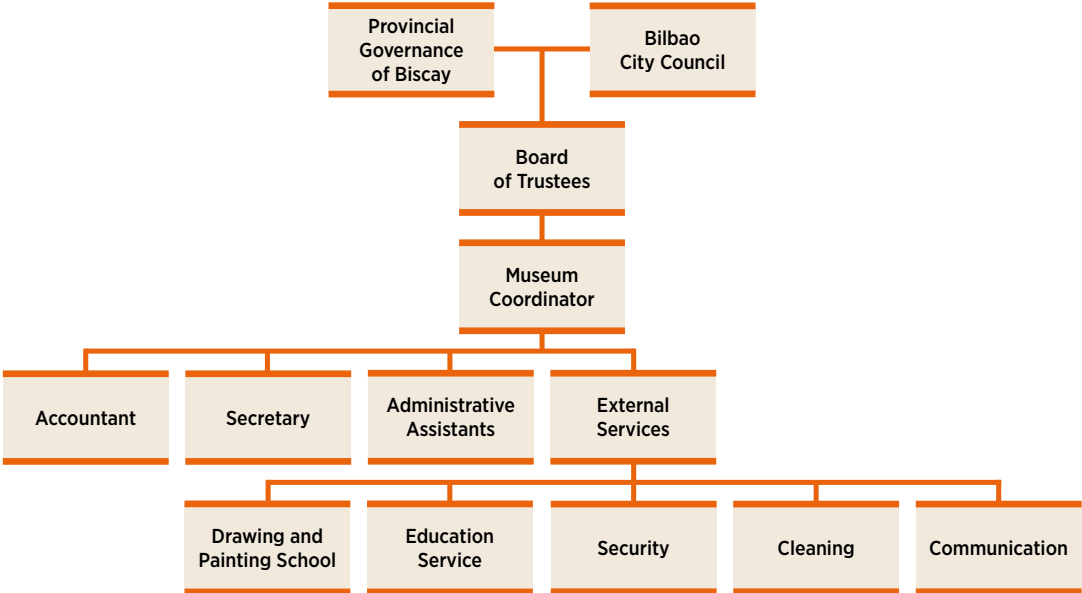 Provincial
Governance
of Biscay
Bilbao
City Council
Board
of Trustees
Museum
Coordinator
Accountant
Secretary
Administrative
Assistants
External
Services
Drawing and
Painting School
Education
Service
Security
Cleaning
Communication